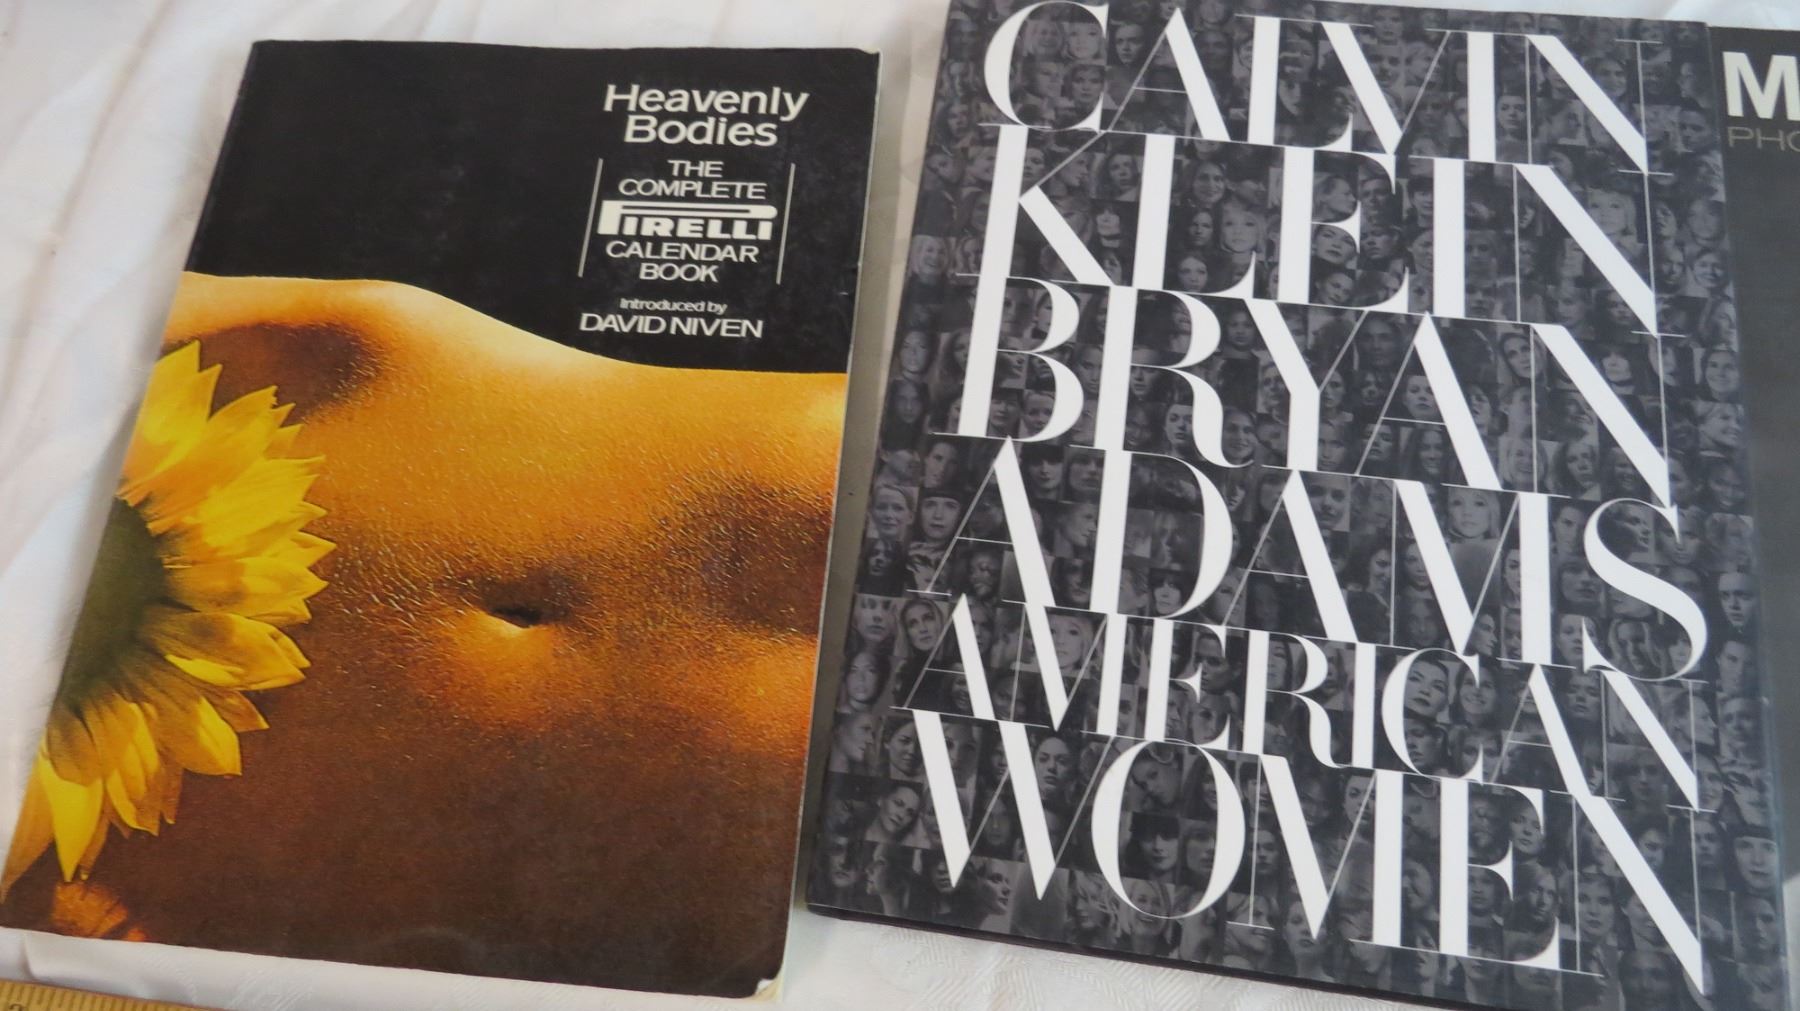 Heavenly
Bodies
THE
COMPLETE
PIRELLI
CALENDAR
BOOK
Introduced by
DAVID NIVEN
CALVIN
KLEIN
BRYAN
ADAMS
AMERICAN
WOMEN
M
PHO